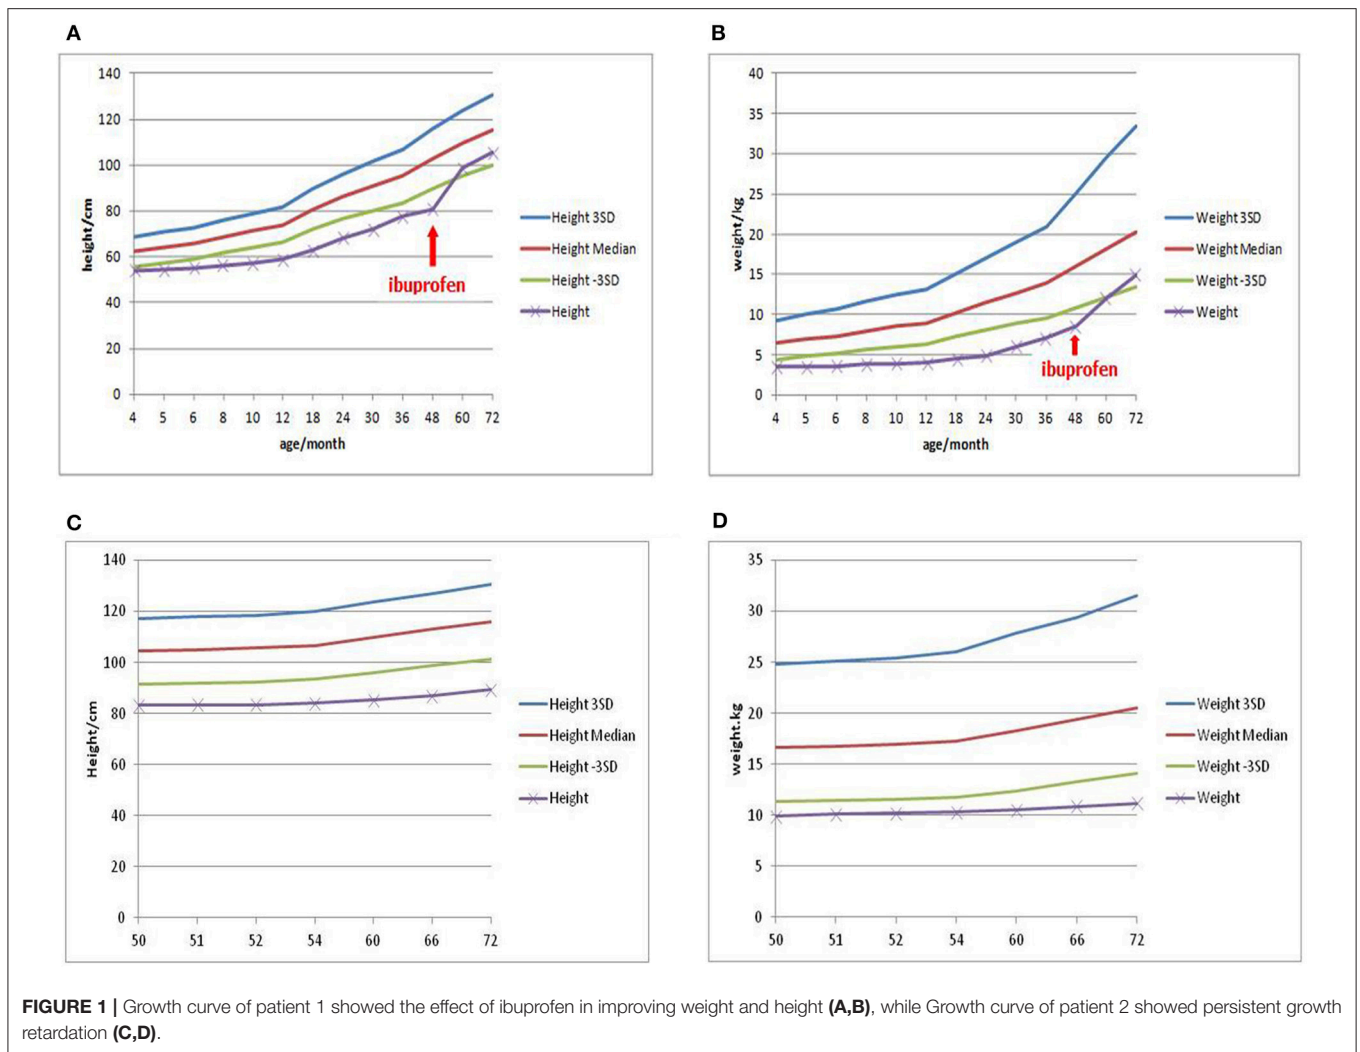 A
140
120
100
80
60
40
20
0
height/cm
4 5 6 8 10 12 18 24 30 36 48 60 72
age/month
ibuprofen
Height 3SD
Height Median
Height -3SD
Height
B
40
35
30
25
20
15
10
5
0
weight/kg
4 5 6 8 10 12 18 24 30 36 48 60 72
age/month
ibuprofen
Weight 3SD
Weight Median
Weight -3SD
Weight
C
140
120
100
80
60
40
20
0
Height/cm
50 51 52 54 60 66 72
Height 3SD
Height Median
Height -3SD
Height
D
35
30
25
20
15
10
5
0
weight.kg
50 51 52 54 60 66 72
Weight 3SD
Weight Median
Weight -3SD
Weight
FIGURE 1 | Growth curve of patient 1 showed the effect of ibuprofen in improving weight and height (A,B), while Growth curve of patient 2 showed persistent growth
retardation (C,D).